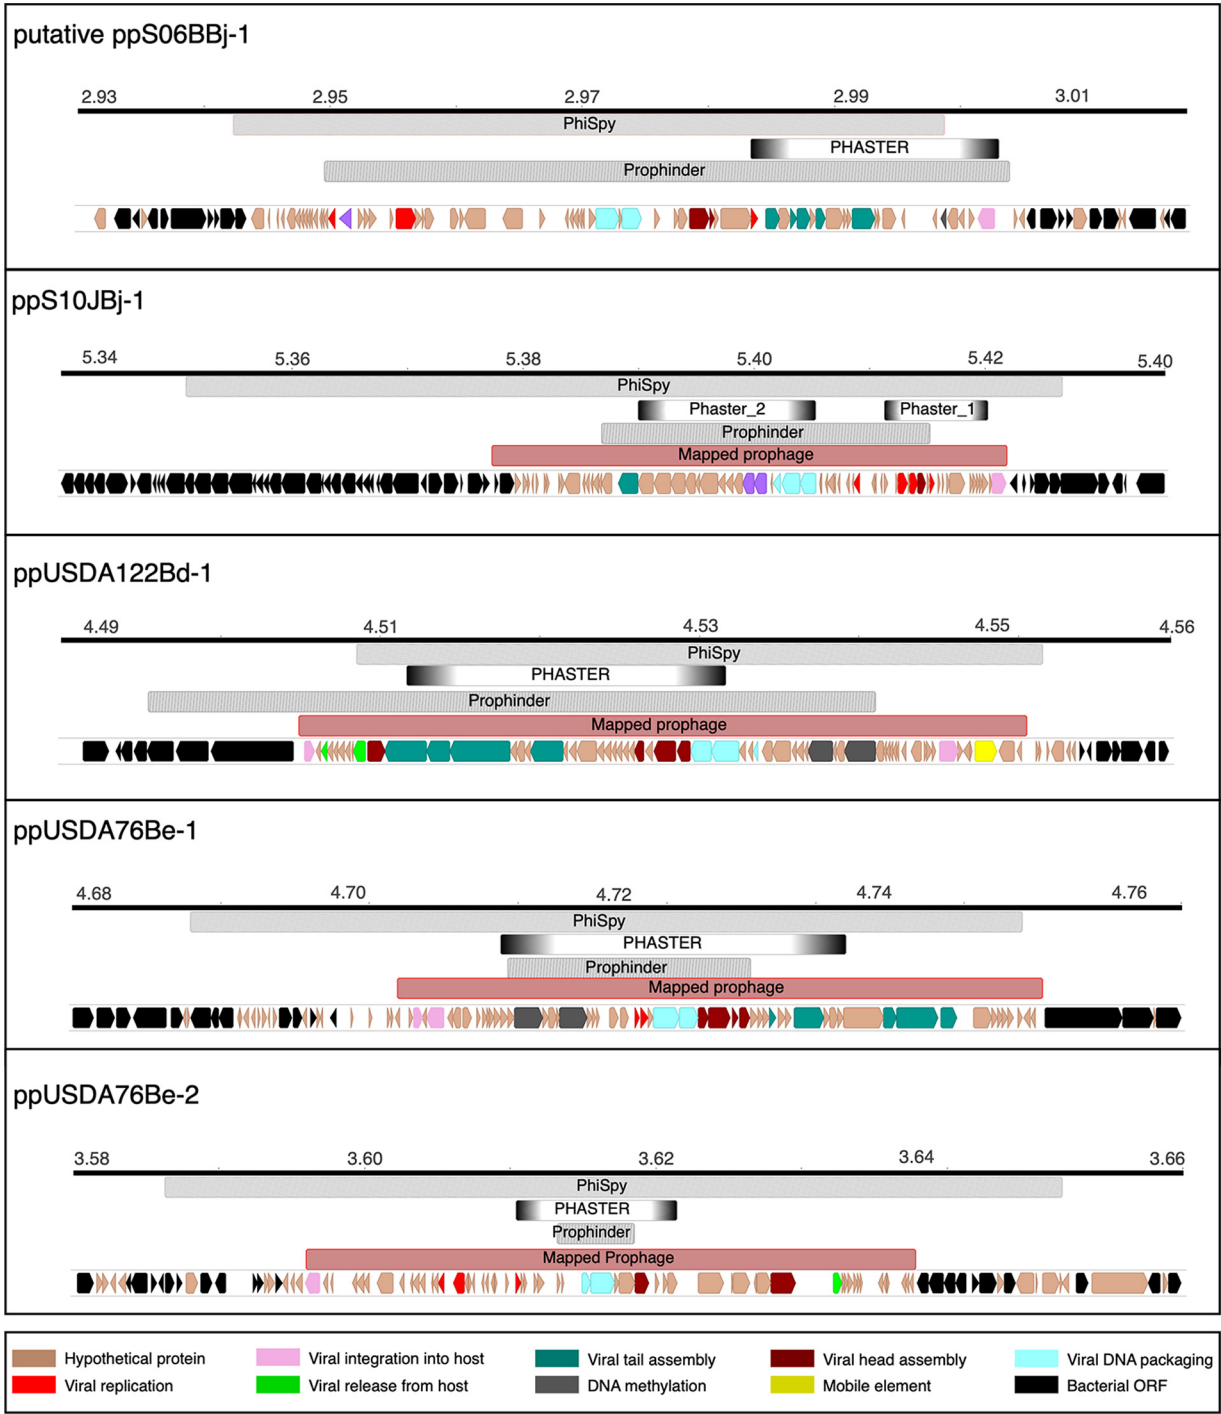 putative ppS06BBj-1
2.93 2.95 2.97 2.99 3.01
PhiSpy
PHASTER
Prophinder
ppS10JBj-1
5.34 5.36 5.38 5.40 5.42 5.40
PhiSpy
Phaster_2 Phaster_1
Prophinder
Mapped prophage
ppUSDA122Bd-1
4.49 4.51 4.53 4.55 4.56
PhiSpy
PHASTER
Prophinder
Mapped prophage
ppUSDA76Be-1
4.68 4.70 4.72 4.74 4.76
PhiSpy
PHASTER
Prophinder
Mapped prophage
ppUSDA76Be-2
3.58 3.60 3.62 3.64 3.66
PhiSpy
PHASTER
Prophinder
Mapped Prophage
Hypothetical protein Viral integration into host Viral tail assembly Viral head assembly Viral DNA packaging
Viral replication Viral release from host DNA methylation Mobile element Bacterial ORF